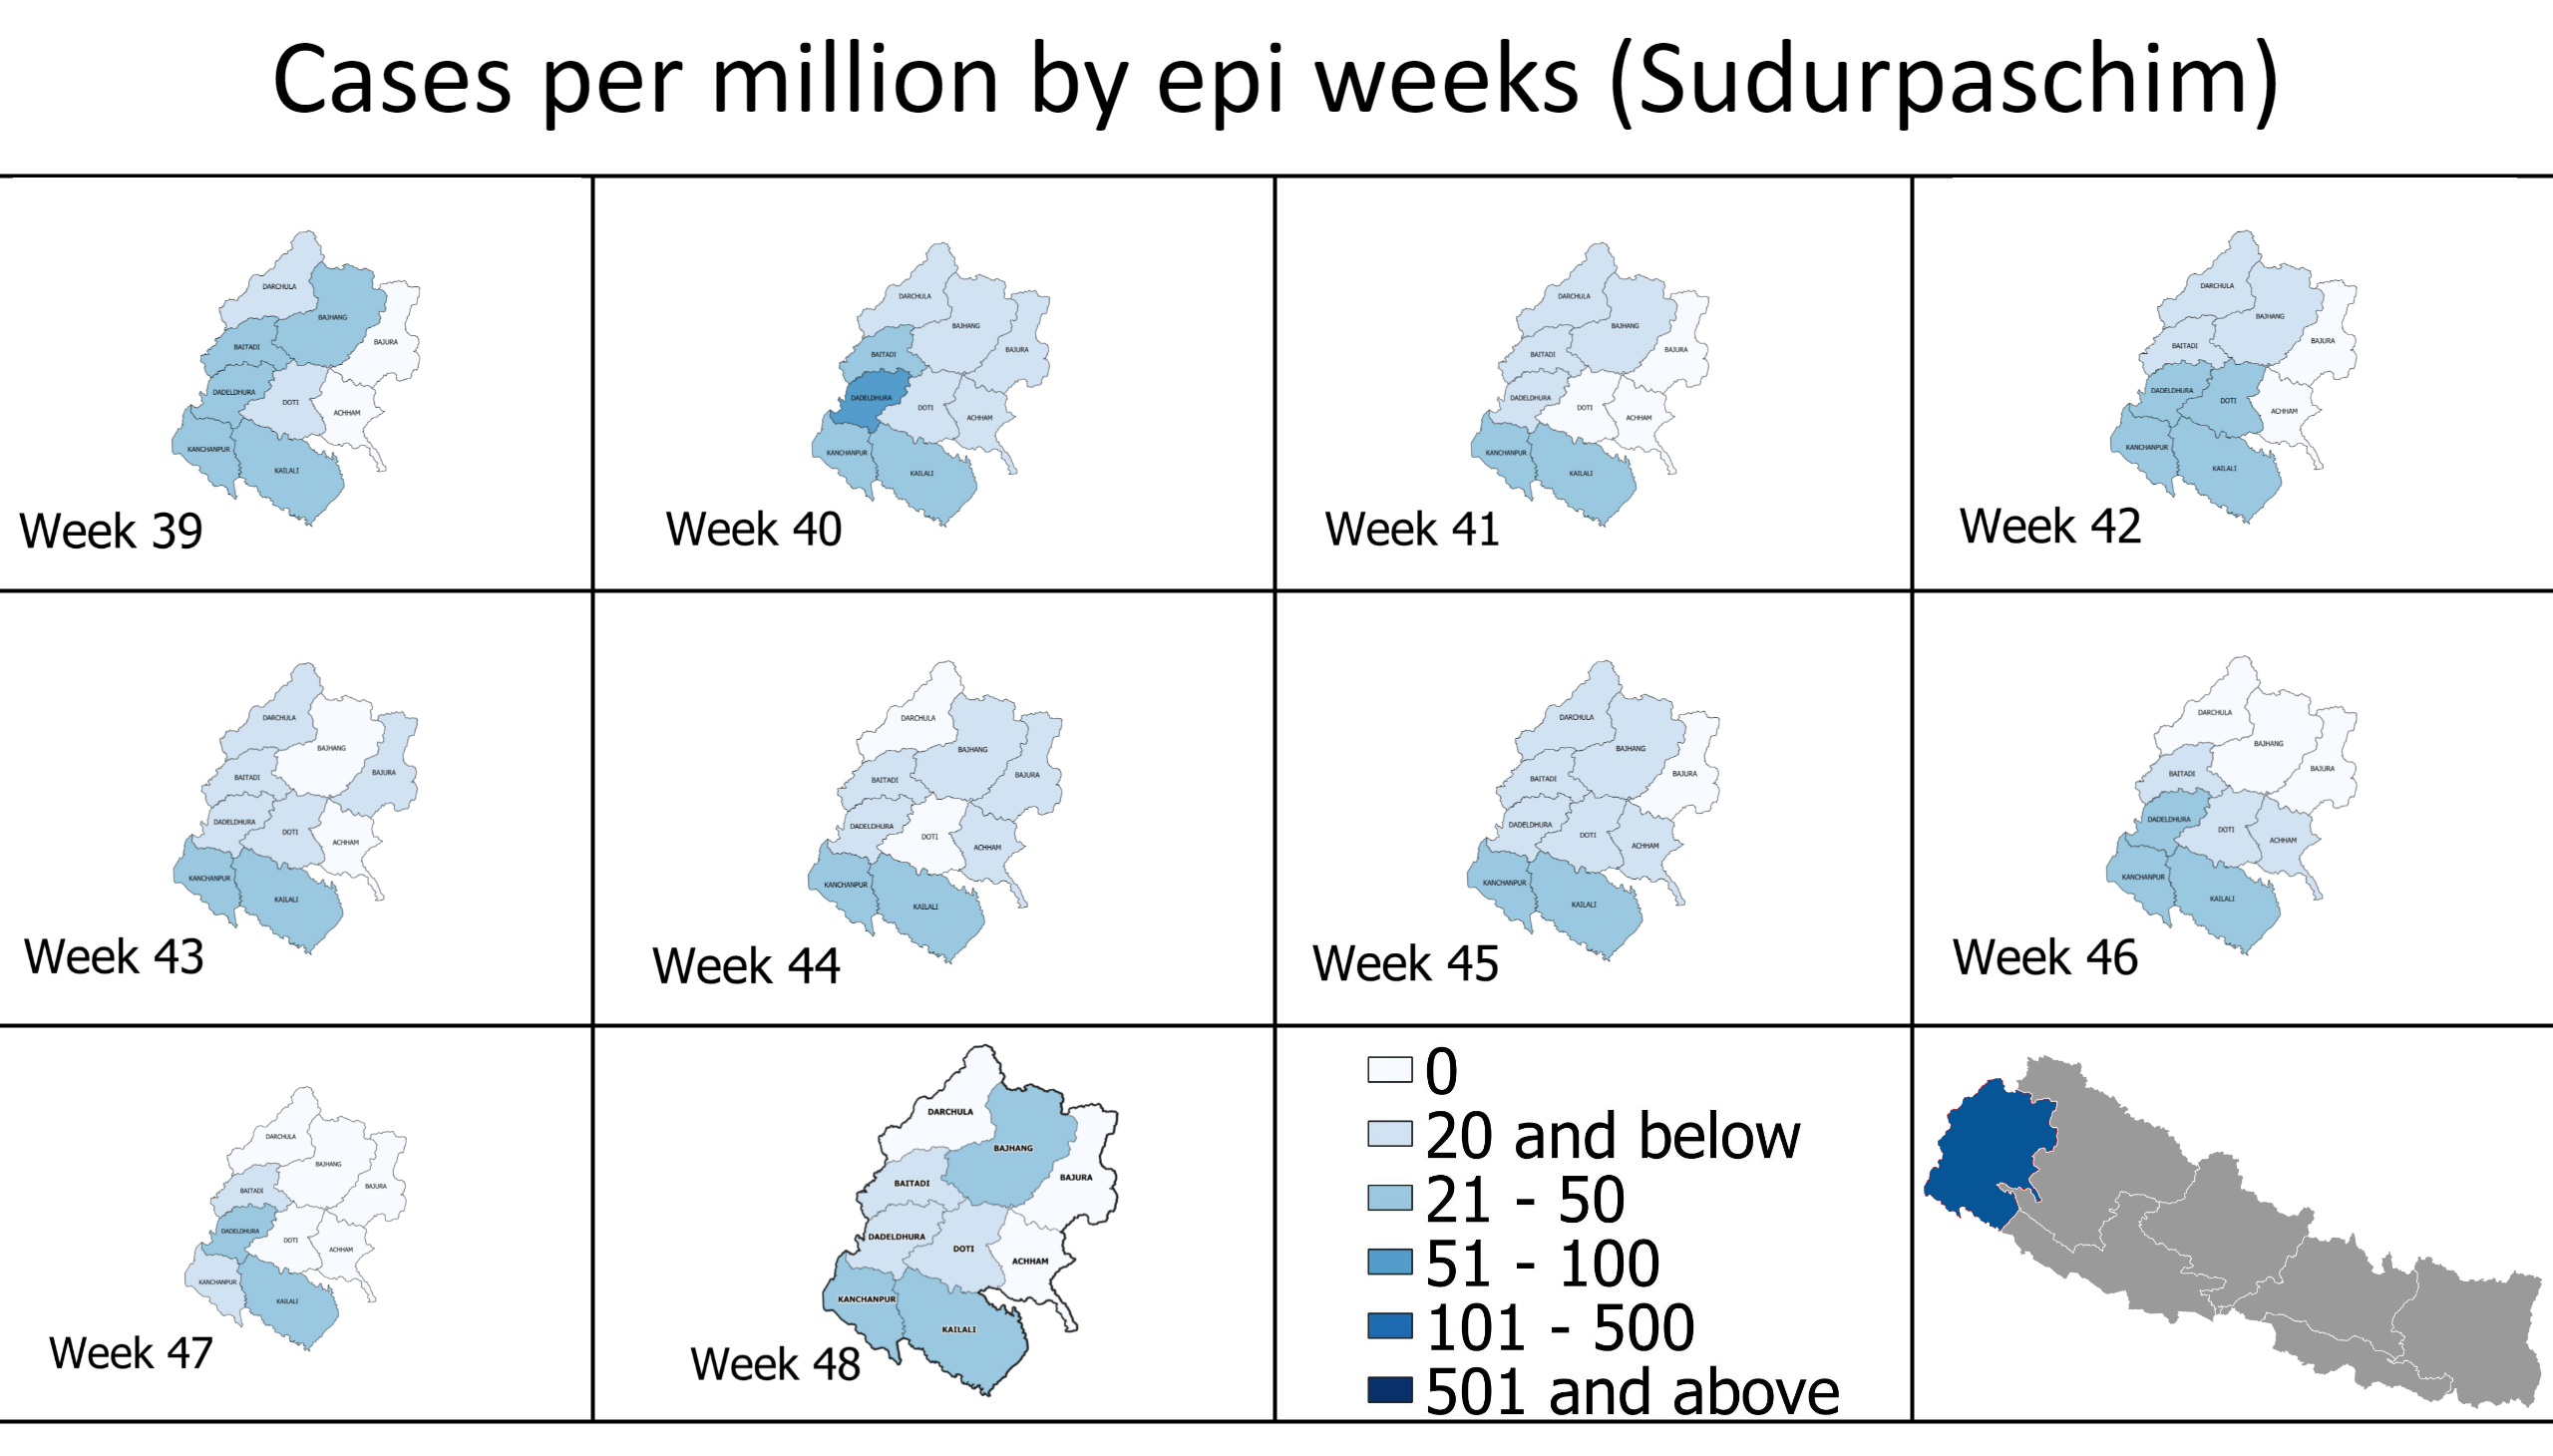 Cases per million by epi weeks (Sudurpaschim)
DARCHULA
BAJHANG
BAJURA
BAITADI
DADELDHURA
DOTI
ACHHAM
KANCHANPUR
KAILALI
Week 39
DARCHULA
BAJHANG
BAJURA
BAITADI
DADELDHURA
DOTI
ACHHAM
KANCHANPUR
KAILALI
Week 40
DARCHULA
BAJHANG
BAJURA
BAITADI
DADELDHURA
DOTI
ACHHAM
KANCHANPUR
KAILALI
Week 41
DARCHULA
BAJHANG
BAJURA
BAITADI
DADELDHURA
DOTI
ACHHAM
KANCHANPUR
KAILALI
Week 42
DARCHULA
BAJHANG
BAJURA
BAITADI
DADELDHURA
DOTI
ACHHAM
KANCHANPUR
KAILALI
Week 43
DARCHULA
BAJHANG
BAJURA
BAITADI
DADELDHURA
DOTI
ACHHAM
KANCHANPUR
KAILALI
Week 44
DARCHULA
BAJHANG
BAJURA
BAITADI
DADELDHURA
DOTI
ACHHAM
KANCHANPUR
KAILALI
Week 45
DARCHULA
BAJHANG
BAJURA
BAITADI
DADELDHURA
DOTI
ACHHAM
KANCHANPUR
KAILALI
Week 46
DARCHULA
BAJHANG
BAJURA
BAITADI
DADELDHURA
DOTI
ACHHAM
KANCHANPUR
KAILALI
Week 47
DARCHULA
BAJHANG
BAJURA
BAITADI
DADELDHURA
DOTI
ACHHAM
KANCHANPUR
KAILALI
Week 48
0
20 and below
21 - 50
51 - 100
101 - 500
501 and above